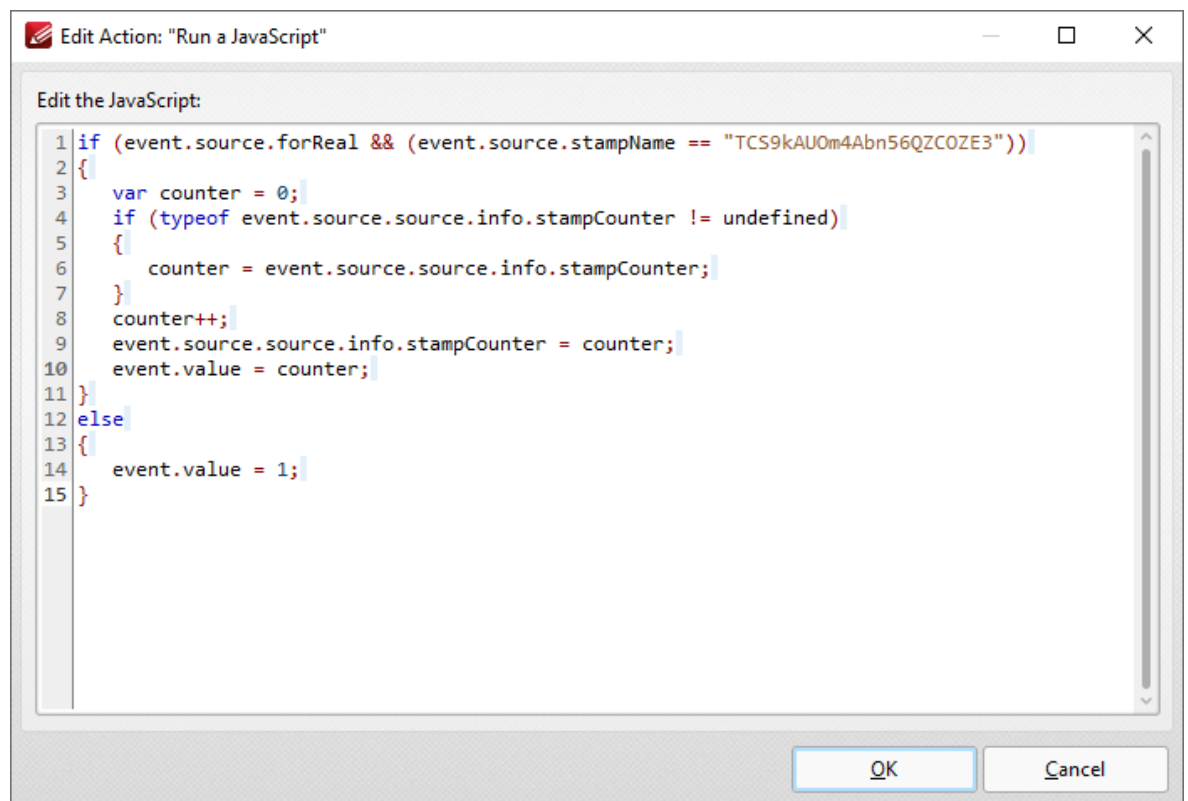 Edit Action: "Run a JavaScript"
Edit the JavaScript:
1 if (event.source.forReal && (event.source.stampName == "TCS9kAUOm4Abn56QZCOZE3"))
2 {
3    var counter = 0;
4    if (typeof event.source.source.info.stampCounter != undefined)
5    {
6       counter = event.source.source.info.stampCounter;
7    }
8    counter++;
9    event.source.source.info.stampCounter = counter;
10    event.value = counter;
11 }
12 else
13 {
14    event.value = 1;
15 }
OK Cancel